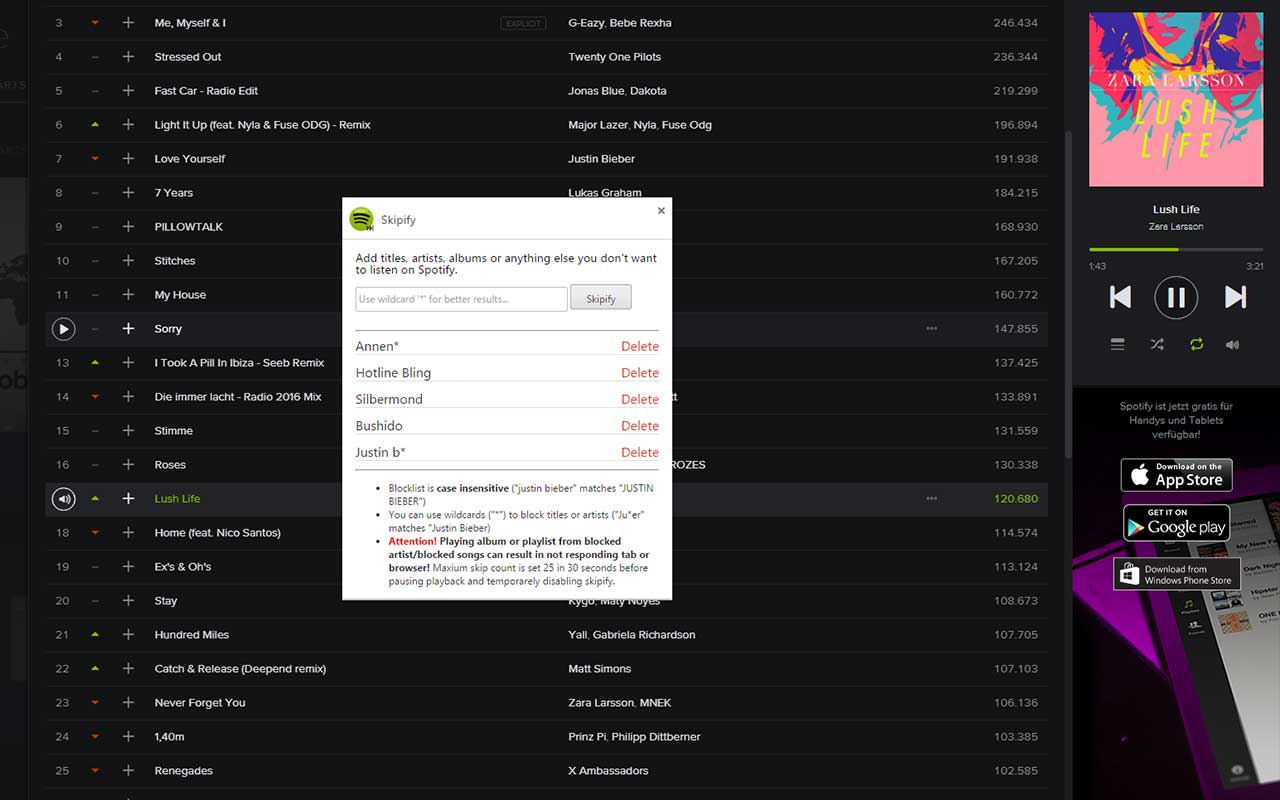 3 Me, Myself & I EXPLICIT G-Eazy, Bebe Rexha 246.434
4 Stressed Out Twenty One Pilots 236.344
5 Fast Car - Radio Edit Jonas Blue, Dakota 219.299
6 Light It Up (feat. Nyla & Fuse ODG) - Remix Major Lazer, Nyla, Fuse Odg 196.894
7 Love Yourself Justin Bieber 191.938
8 7 Years Lukas Graham 184.215
9 PILLOWTALK 168.930
10 Stitches 167.205
11 My House 160.772
Sorry ••• 147.855
13 I Took A Pill In Ibiza - Seeb Remix 137.425
14 Die immer lacht - Radio 2016 Mix 133.891
15 Stimme 131.559
16 Roses ROZES 130.338
Lush Life ••• 120.680
18 Home (feat. Nico Santos) 114.574
19 Ex's & Oh's 113.124
20 Stay Kygo, Maty Noyes 108.673
21 Hundred Miles Yall, Gabriela Richardson 107.705
22 Catch & Release (Deepend remix) Matt Simons 107.103
23 Never Forget You Zara Larsson, MNEK 106.136
24 1,40m Prinz Pi, Philipp Dittberner 103.385
25 Renegades X Ambassadors 102.585
Skipify ×
Add titles, artists, albums or anything else you don't want
to listen on Spotify.
Use wildcard '*' for better results... Skipify
Annen* Delete
Hotline Bling Delete
Silbermond Delete
Bushido Delete
Justin b* Delete
• Blocklist is case insensitive ("justin bieber" matches "JUSTIN
BIEBER")
• You can use wildcards ("*") to block titles or artists ("Ju*er"
matches "Justin Bieber)
• Attention! Playing album or playlist from blocked
artist/blocked songs can result in not responding tab or
browser! Maxium skip count is set 25 in 30 seconds before
pausing playback and temporarely disabling skipify.
ZARA LARSSON
LUSH
LIFE
Lush Life
Zara Larsson
1:43 3:21
Spotify ist jetzt gratis für
Handys und Tablets
verfügbar!
Download on the
App Store
GET IT ON
Google play
Download from
Windows Phone Store